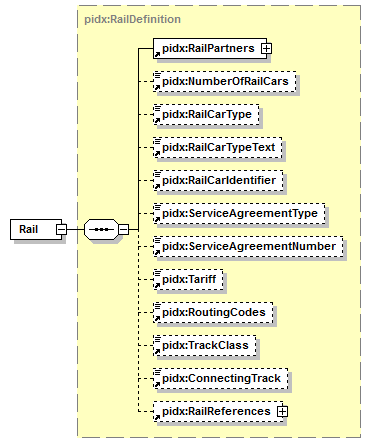 pidx:RailDefinition
pidx:RailPartners
pidx:NumberOfRailCars
pidx:RailCarType
pidx:RailCarTypeText
pidx:RailCarIdentifier
pidx:ServiceAgreementType
Rail
pidx:ServiceAgreementNumber
pidx:Tariff
pidx:RoutingCodes
pidx:TrackClass
pidx:ConnectingTrack
pidx:RailReferences